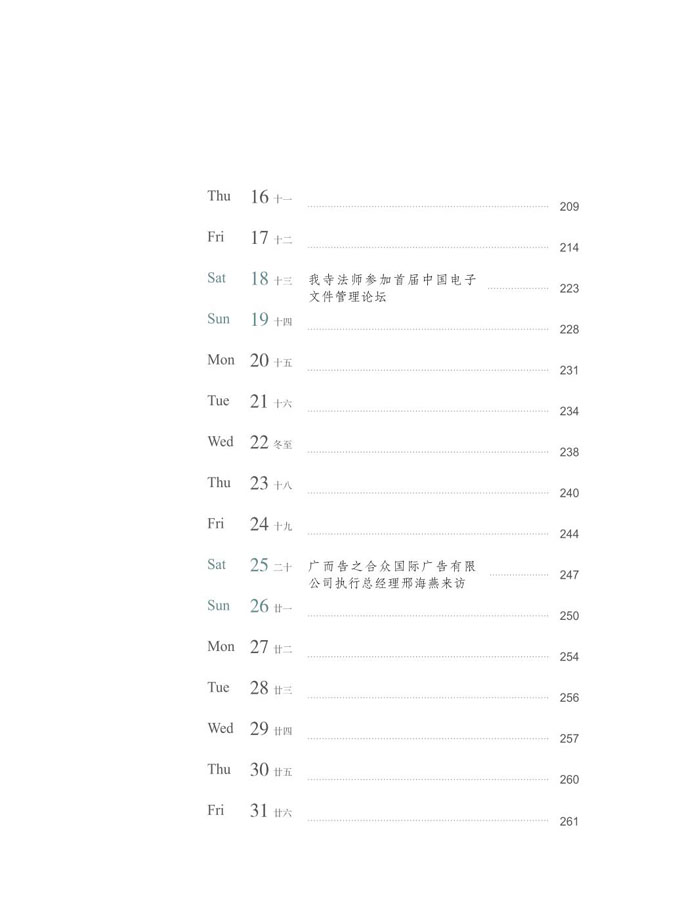 Thu 16 十一 209
Fri 17 十二 214
Sat 18 十三 我寺法师参加首届中国电子 223
文件管理论坛
Sun 19 十四 228
Mon 20 十五 231
Tue 21 十六 234
Wed 22 冬至 238
Thu 23 十八 240
Fri 24 十九 244
Sat 25 二十 广而告之合众国际广告有限 247
公司执行总经理邢海燕来访
Sun 26 廿一 250
Mon 27 廿二 254
Tue 28 廿三 256
Wed 29 廿四 257
Thu 30 廿五 260
Fri 31 廿六 261